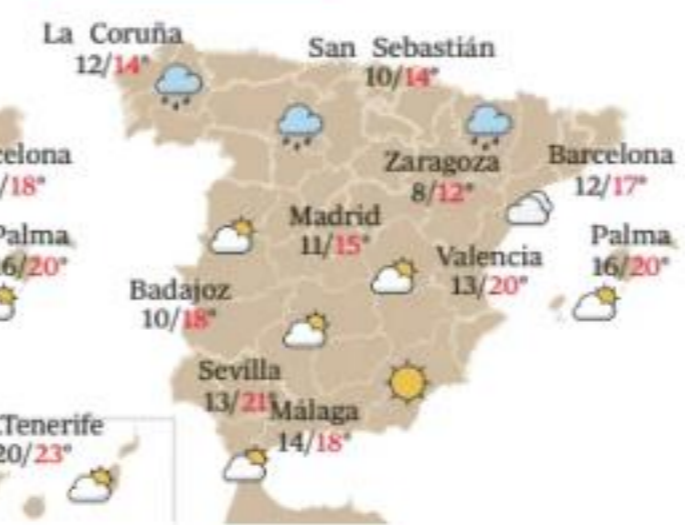 La Coruña
12/14°
San Sebastián
10/14°
celona
/18°
Zaragoza
8/12°
Barcelona
12/17°
Palma
6/20°
Madrid
11/15°
Valencia
13/20°
Palma
16/20°
Badajoz
10/18°
Sevilla
13/21°
Málaga
14/18°
Tenerife
20/23°